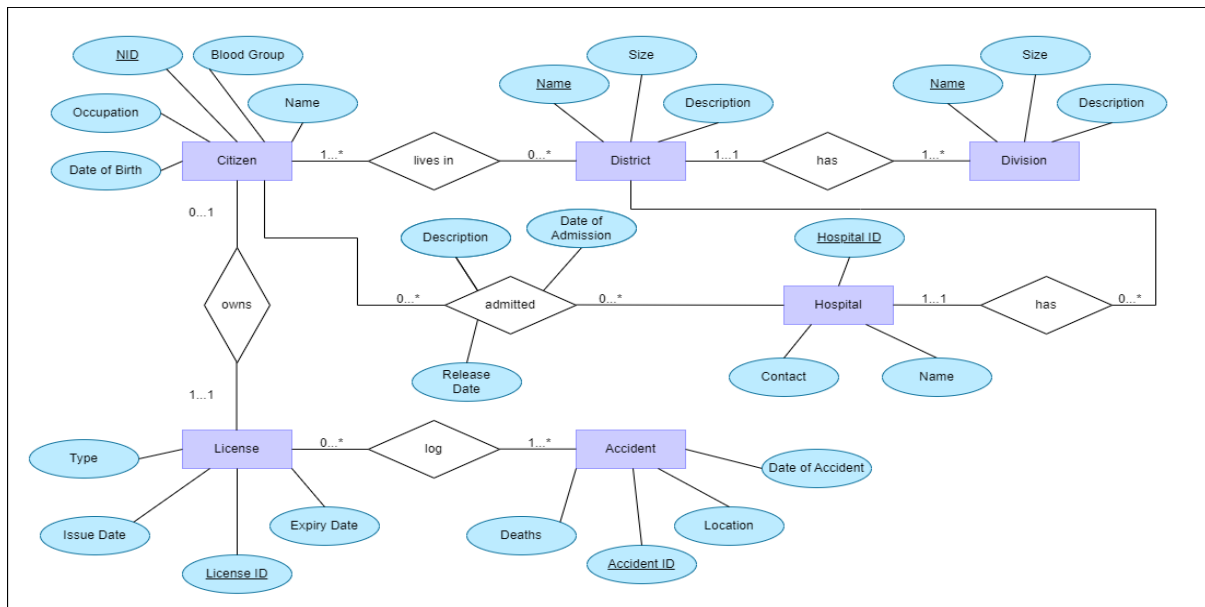 Size
Size
NID
Blood Group
Name
Name
Name
Description
Description
Occupation
Citizen
1...*
lives in
0...*
District
1...1
has
1...*
Division
Date of Birth
0...1
Description
Date of
Admission
Hospital ID
owns
0...*
admitted
0...*
Hospital
1...1
has
0...*
Release
Date
Contact
Name
1...1
License
0...*
log
1...*
Accident
Type
Date of Accident
Issue Date
Expiry Date
Deaths
Location
License ID
Accident ID